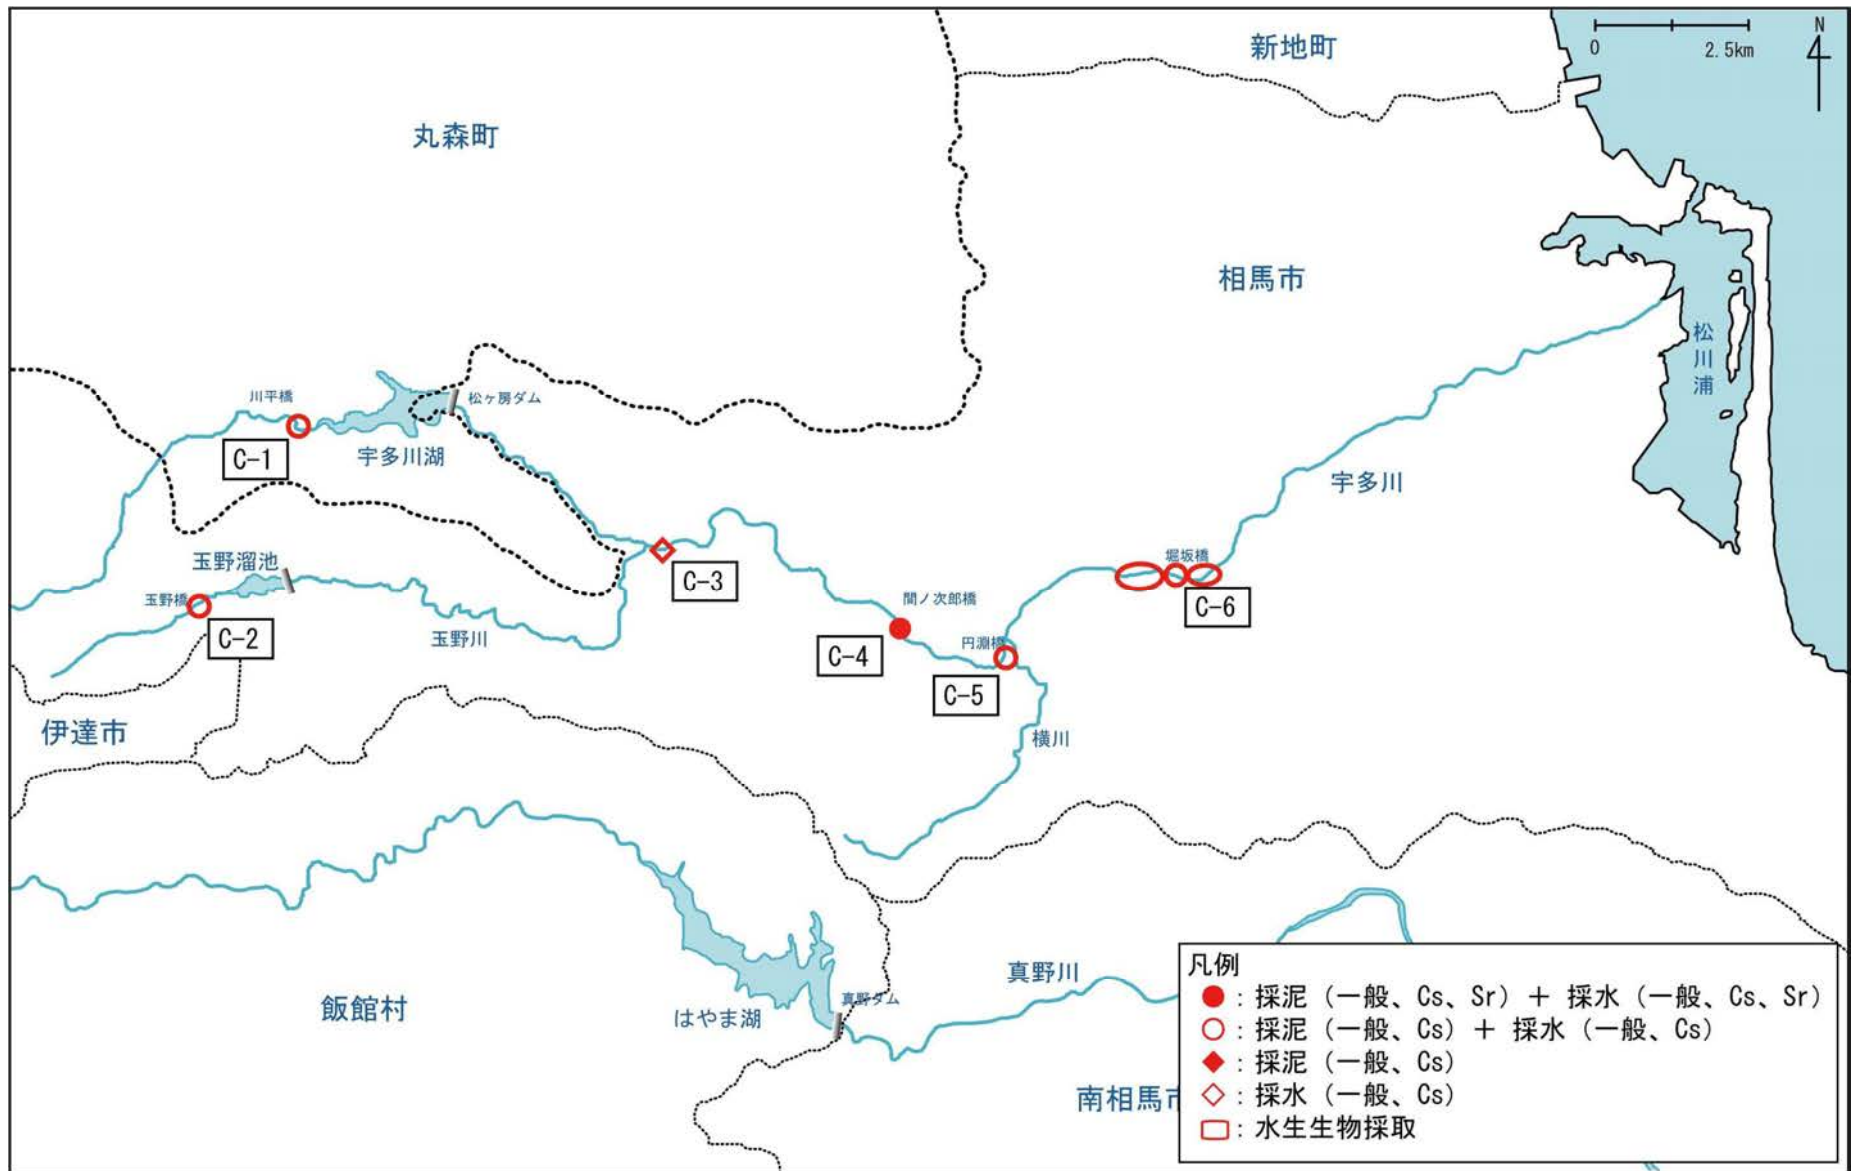 新地町
0
2.5km
N
丸森町
相馬市
松川浦
川平橋
松ヶ房ダム
C-1
宇多川湖
宇多川
玉野溜池
堀坂橋
C-3
玉野橋
間ノ次郎橋
C-6
C-2
玉野川
円淵橋
C-4
C-5
伊達市
横川
真野川
飯館村
はやま湖
真野ダム
南相馬市
凡例
: 採泥 (一般、Cs、Sr) + 採水 (一般、Cs、Sr)
: 採泥 (一般、Cs) + 採水 (一般、Cs)
: 採泥 (一般、Cs)
: 採水 (一般、Cs)
: 水生生物採取